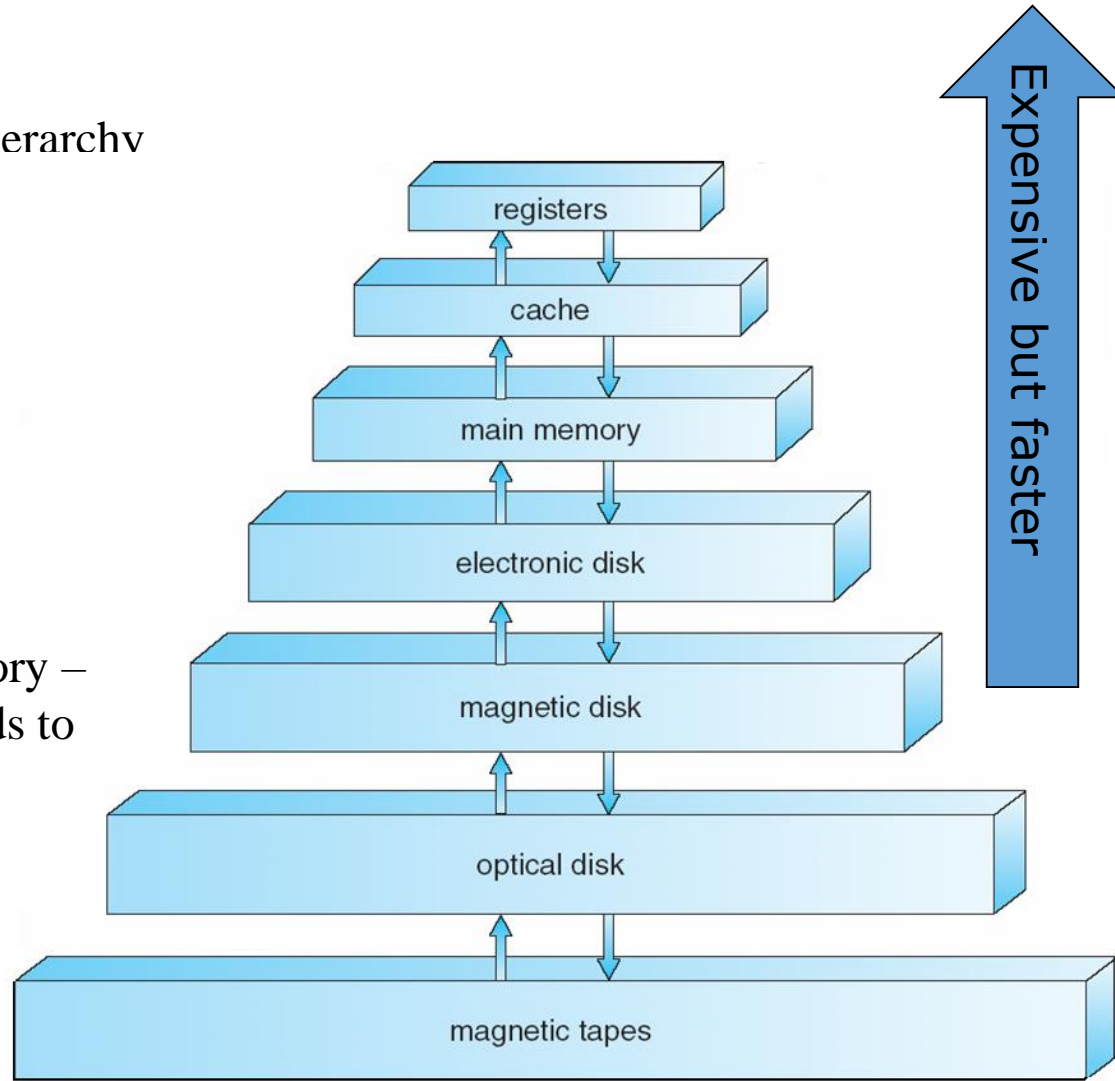 erarchy
registers
cache
main memory
electronic disk
ory –
ds to
magnetic disk
optical disk
magnetic tapes
Expensive but faster